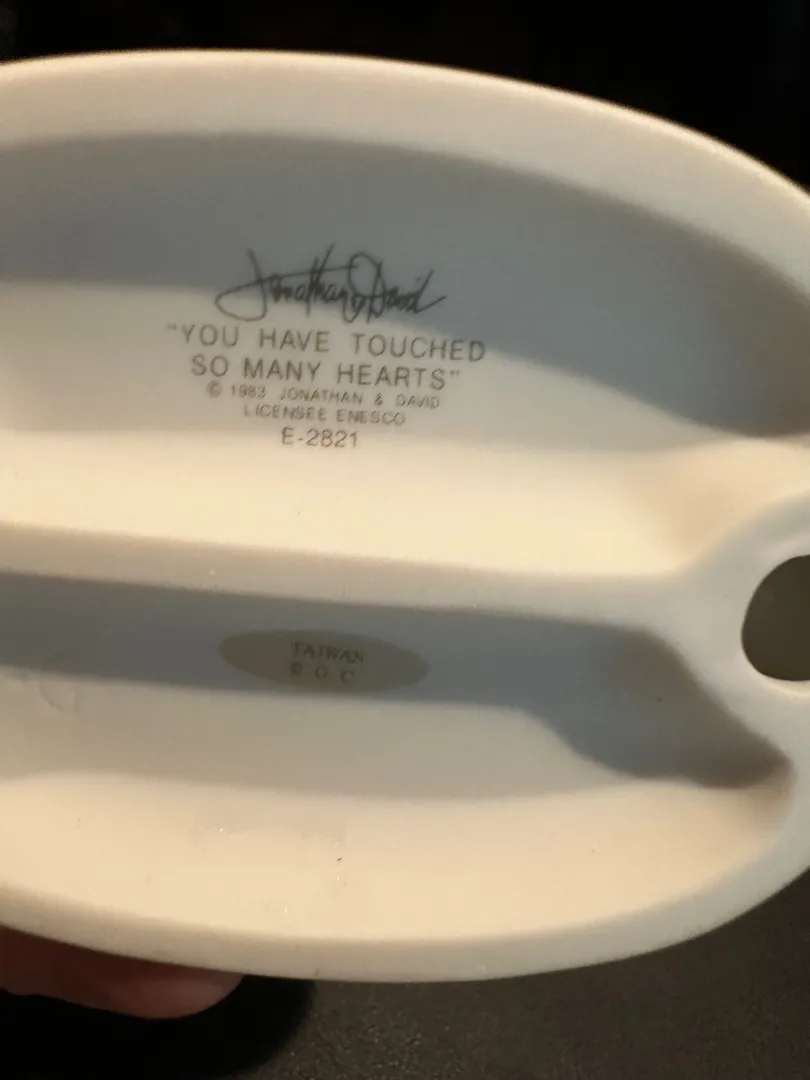 Jonathan & David
"YOU HAVE TOUCHED
SO MANY HEARTS"
© 1983 JONATHAN & DAVID
LICENSEE ENESCO
E-2821
TAIWAN
R O C